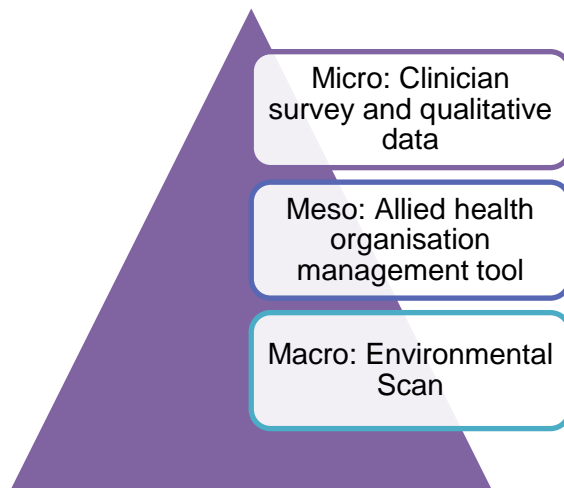 Micro: Clinician
survey and qualitative
data
Meso: Allied health
organisation
management tool
Macro: Environmental
Scan